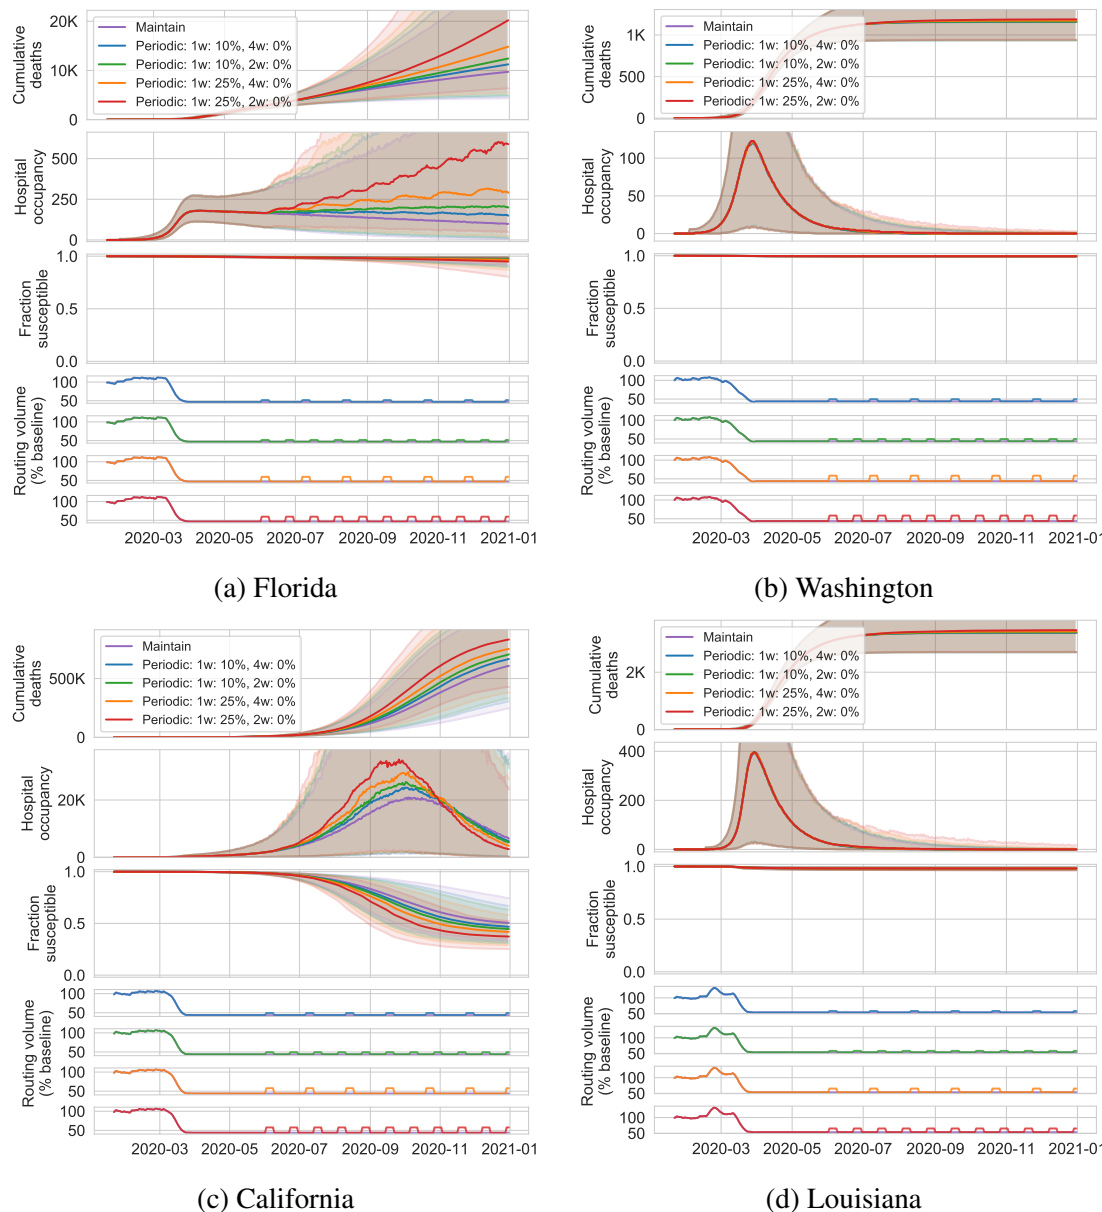 20K
10K
0
Cumulative
deaths
Maintain
Periodic: 1w: 10%, 4w: 0%
Periodic: 1w: 10%, 2w: 0%
Periodic: 1w: 25%, 4w: 0%
Periodic: 1w: 25%, 2w: 0%
500
250
0
Hospital
occupancy
1.0
0.5
0.0
Fraction
susceptible
100
50
100
50
100
50
100
50
Routing volume
(% baseline)
2020-03 2020-05 2020-07 2020-09 2020-11 2021-01
(a) Florida
1K
500
0
Cumulative
deaths
Maintain
Periodic: 1w: 10%, 4w: 0%
Periodic: 1w: 10%, 2w: 0%
Periodic: 1w: 25%, 4w: 0%
Periodic: 1w: 25%, 2w: 0%
100
50
0
Hospital
occupancy
1.0
0.5
0.0
Fraction
susceptible
100
50
100
50
100
50
100
50
Routing volume
(% baseline)
2020-03 2020-05 2020-07 2020-09 2020-11 2021-01
(b) Washington
500K
0
Cumulative
deaths
Maintain
Periodic: 1w: 10%, 4w: 0%
Periodic: 1w: 10%, 2w: 0%
Periodic: 1w: 25%, 4w: 0%
Periodic: 1w: 25%, 2w: 0%
20K
0
Hospital
occupancy
1.0
0.5
0.0
Fraction
susceptible
100
50
100
50
100
50
100
50
Routing volume
(% baseline)
2020-03 2020-05 2020-07 2020-09 2020-11 2021-01
(c) California
2K
0
Cumulative
deaths
Maintain
Periodic: 1w: 10%, 4w: 0%
Periodic: 1w: 10%, 2w: 0%
Periodic: 1w: 25%, 4w: 0%
Periodic: 1w: 25%, 2w: 0%
400
200
0
Hospital
occupancy
1.0
0.5
0.0
Fraction
susceptible
100
50
100
50
100
50
100
50
Routing volume
(% baseline)
2020-03 2020-05 2020-07 2020-09 2020-11 2021-0
(d) Louisiana